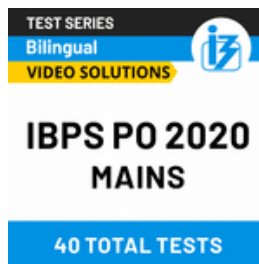 TEST SERIES
Bilingual
VIDEO SOLUTIONS
IBPS PO 2020
MAINS
40 TOTAL TESTS